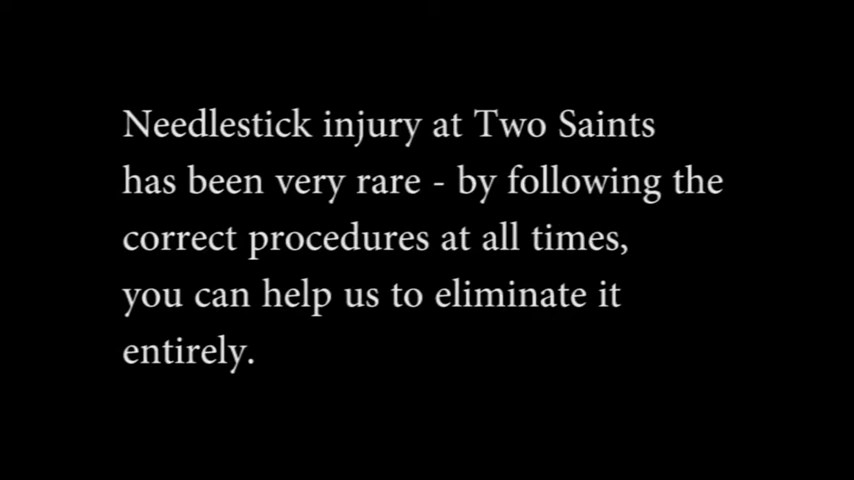 Needlestick injury at Two Saints
has been very rare - by following the
correct procedures at all times,
you can help us to eliminate it
entirely.